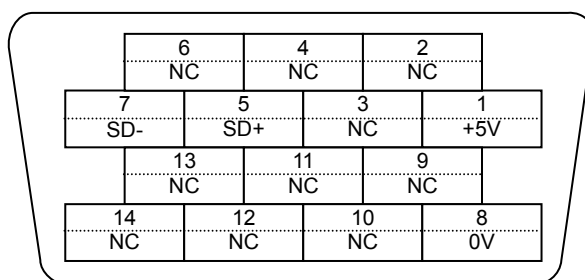 6 4 2
NC NC NC
7 5 3 1
SD- SD+ NC +5V
13 11 9
NC NC NC
14 12 10 8
NC NC NC 0V